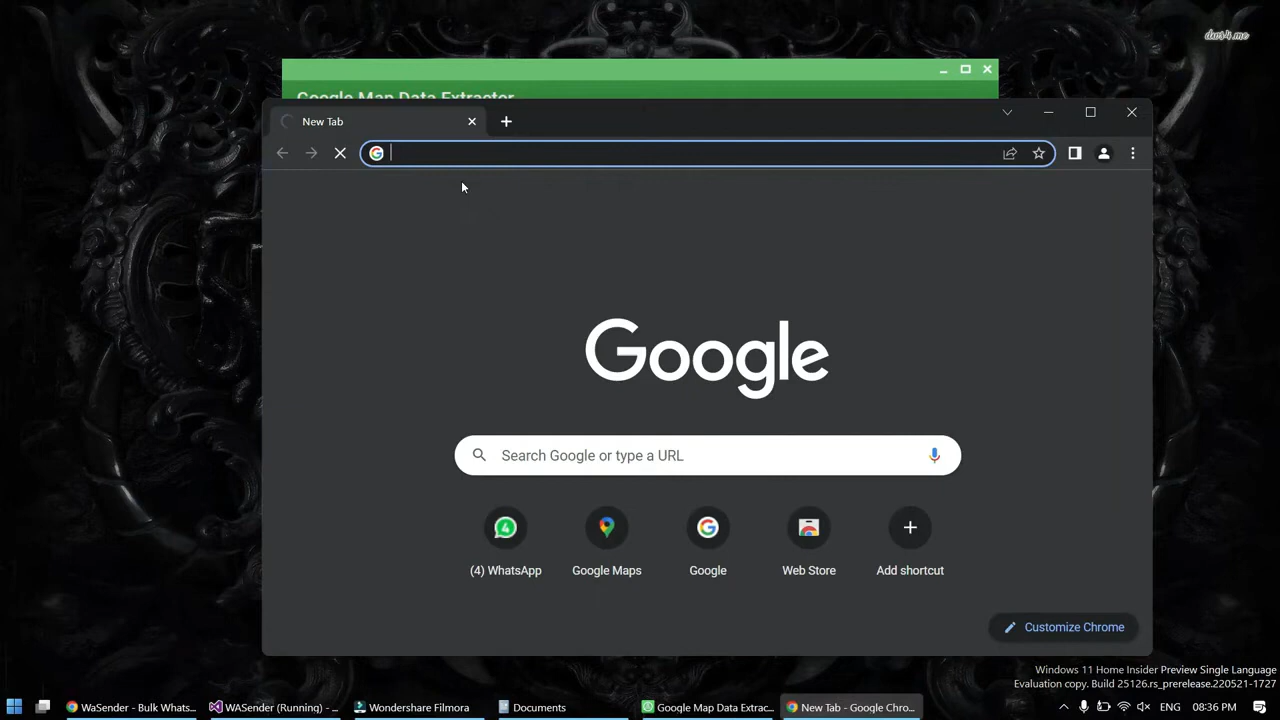 dwr4.me
Google Map Data Extractor
New Tab
Google
Search Google or type a URL
4
(4) WhatsApp
Google Maps
Google
Web Store
Add shortcut
Customize Chrome
Windows 11 Home Insider Preview Single Language
Evaluation copy. Build 25126.rs_prerelease.220521-1727
WaSender - Bulk Whats...
WASender (Running) - ...
Wondershare Filmora
Documents
Google Map Data Extrac...
New Tab - Google Chro...
ENG
08:36 PM